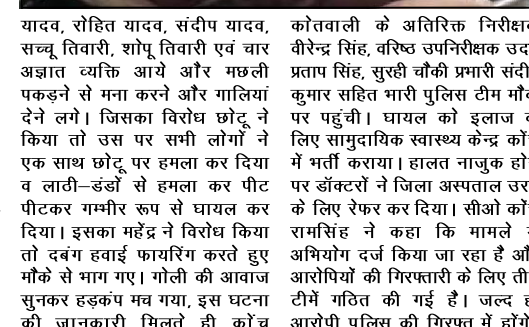 यादव, रोहित यादव, संदीप यादव,
सच्चू तिवारी, शोपू तिवारी एवं चार
अज्ञात व्यक्ति आये और मछली
पकड़ने से मना करने और गालियां
देने लगे। जिसका विरोध छोटू ने
किया तो उस पर सभी लोगों ने
एक साथ छोटू पर हमला कर दिया
व लाठी–डंडों से हमला कर पीट
पीटकर गम्भीर रूप से घायल कर
दिया। इसका महेंद्र ने विरोध किया
तो दबंग हवाई फायरिंग करते हुए
मौके से भाग गए। गोली की आवाज
सुनकर हड़कंप मच गया, इस घटना
की जानकारी मिलते ही कोंच
कोतवाली के अतिरिक्त
वीरेन्द्र सिंह, वरिष्ठ उपनिरीक्षक
प्रताप सिंह, सुरही चौकी प्रभारी
कुमार सहित भारी पुलिस टीम
पर पहुंची। घायल को इलाज
लिए सामुदायिक स्वास्थ्य केन्द्र
में भर्ती कराया। हालत नाजुक
पर डॉक्टरों ने जिला अस्पताल
के लिए रेफर कर दिया। सीओ
रामसिंह ने कहा कि मामले
अभियोग दर्ज किया जा रहा है
आरोपियों की गिरफ्तारी के लिए
टीमें गठित की गई हैं। जल्द
आरोपी पुलिस की गिरफ्त में